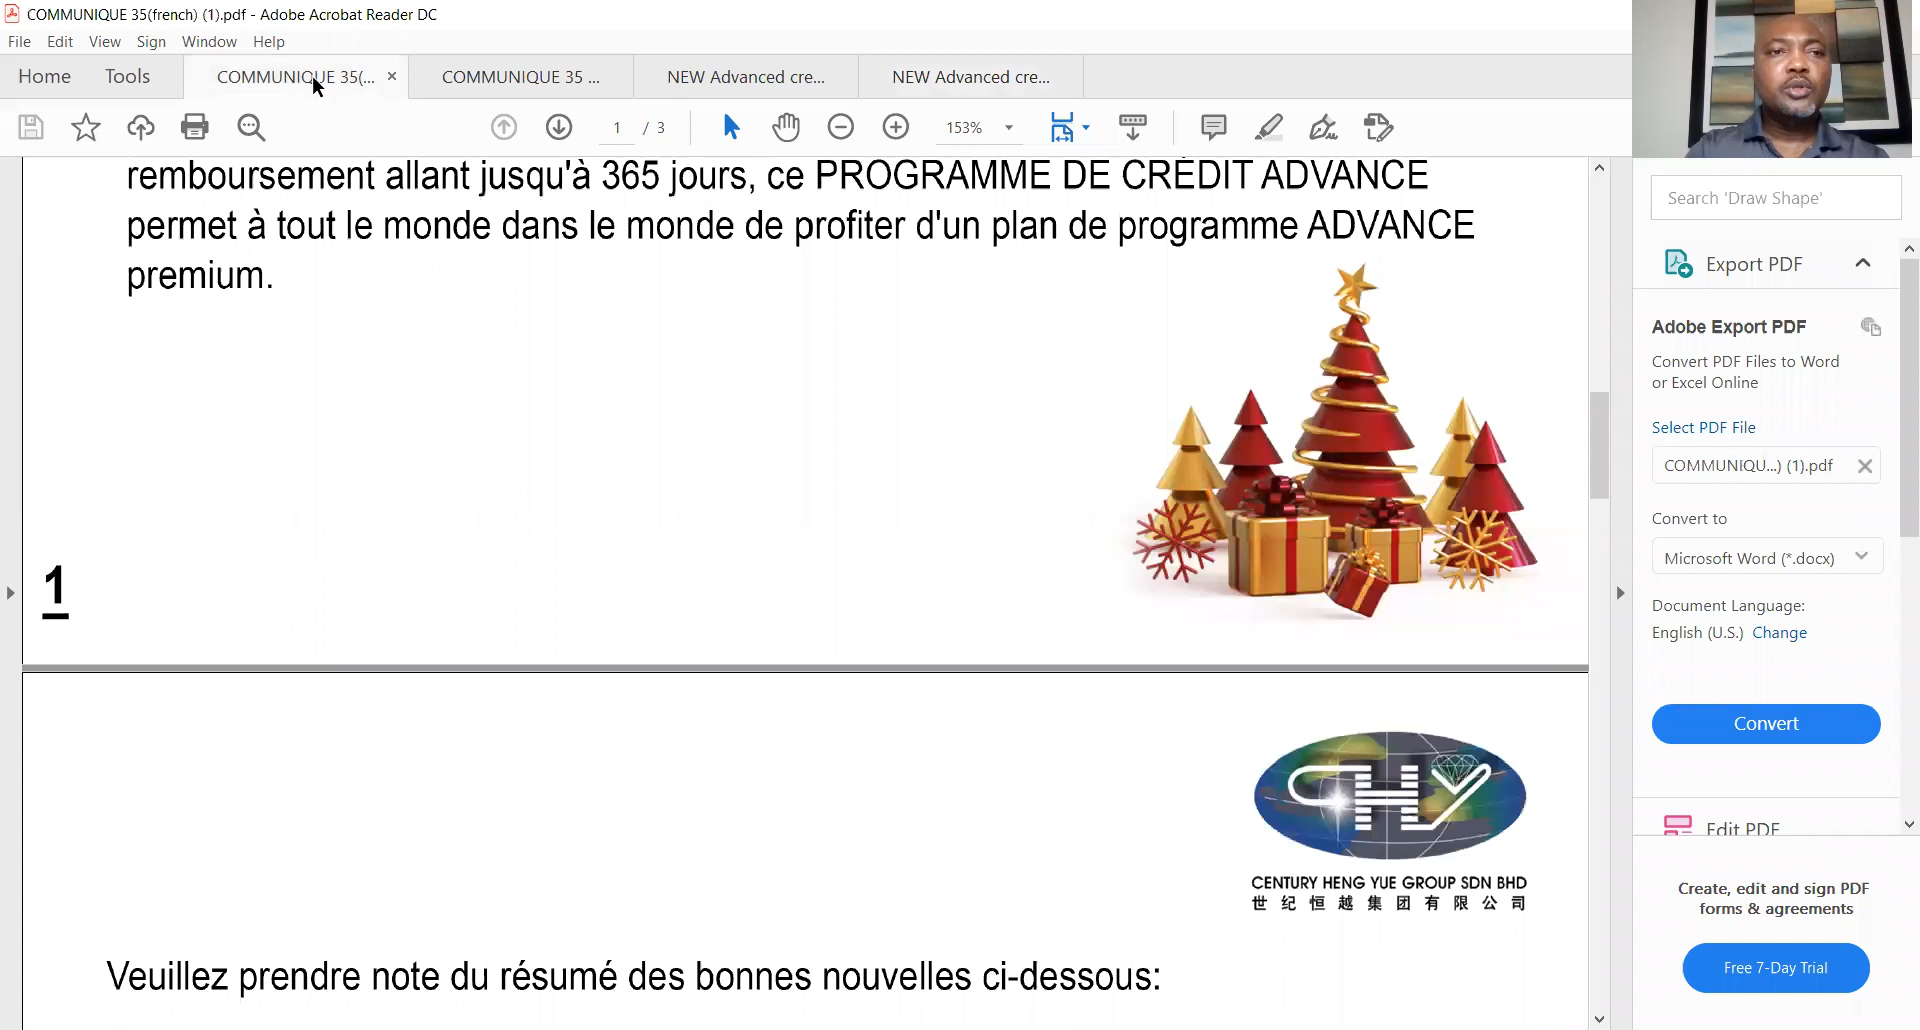 COMMUNIQUE 35(french) (1).pdf - Adobe Acrobat Reader DC
File Edit View Sign Window Help
Home Tools COMMUNIQUE 35(... × COMMUNIQUE 35 ... NEW Advanced cre... NEW Advanced cre...
1 / 3 153%
remboursement allant jusqu'à 365 jours, ce PROGRAMME DE CRÉDIT ADVANCE
permet à tout le monde dans le monde de profiter d'un plan de programme ADVANCE
premium.
1
CHY
CENTURY HENG YUE GROUP SDN BHD
世纪恒越集团有限公司
Veuillez prendre note du résumé des bonnes nouvelles ci-dessous:
Search 'Draw Shape'
Export PDF
Adobe Export PDF
Convert PDF Files to Word
or Excel Online
Select PDF File
COMMUNIQU...) (1).pdf
Convert to
Microsoft Word (*.docx)
Document Language:
English (U.S.) Change
Convert
Edit PDF
Create, edit and sign PDF
forms & agreements
Free 7-Day Trial